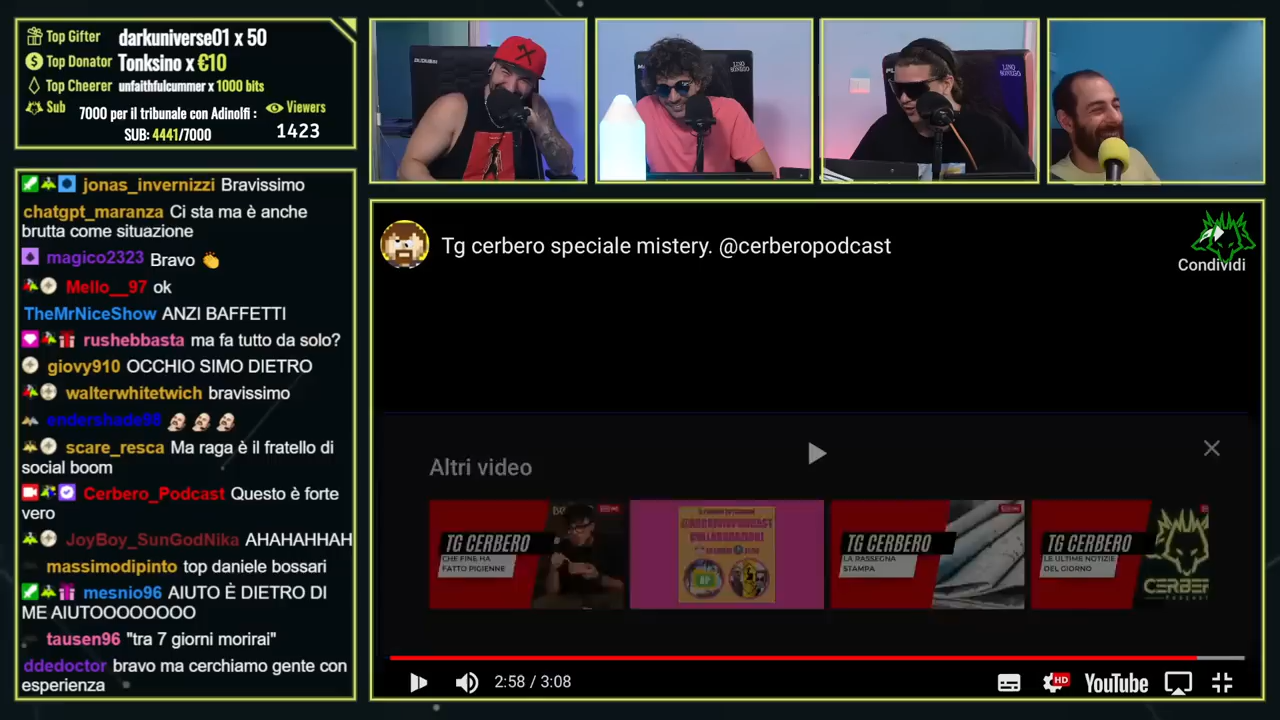 Top Gifter darkuniverse01 x 50
Top Donator Tonksino x €10
Top Cheerer unfaithfulcummer x 1000 bits
Sub 7000 per il tribunale con Adinolfi :
SUB: 4441/7000
Viewers
1423
jonas_invernizzi Bravissimo
chatgpt_maranza Ci sta ma è anche
brutta come situazione
magico2323 Bravo
Mello__97 ok
TheMrNiceShow ANZI BAFFETTI
rushebbasta ma fa tutto da solo?
giovy910 OCCHIO SIMO DIETRO
walterwhitetwich bravissimo
endershade98
scare_resca Ma raga è il fratello di
social boom
Cerbero_Podcast Questo è forte
vero
JoyBoy_SunGodNika AHAHAHHAH
massimodipinto top daniele bossari
mesnio96 AIUTO È DIETRO DI
ME AIUTOOOOOOO
tausen96 "tra 7 giorni morirai"
ddedoctor bravo ma cerchiamo gente con
esperienza
Tg cerbero speciale mistery. @cerberopodcast
Condividi
Altri video
TG CERBERO
CHE FINE HA
FATTO PIGIENNE
TG CERBERO
LA RASSEGNA
STAMPA
TG CERBERO
LE ULTIME NOTIZIE
DEL GIORNO
CERBER
2:58 / 3:08
HD
YouTube